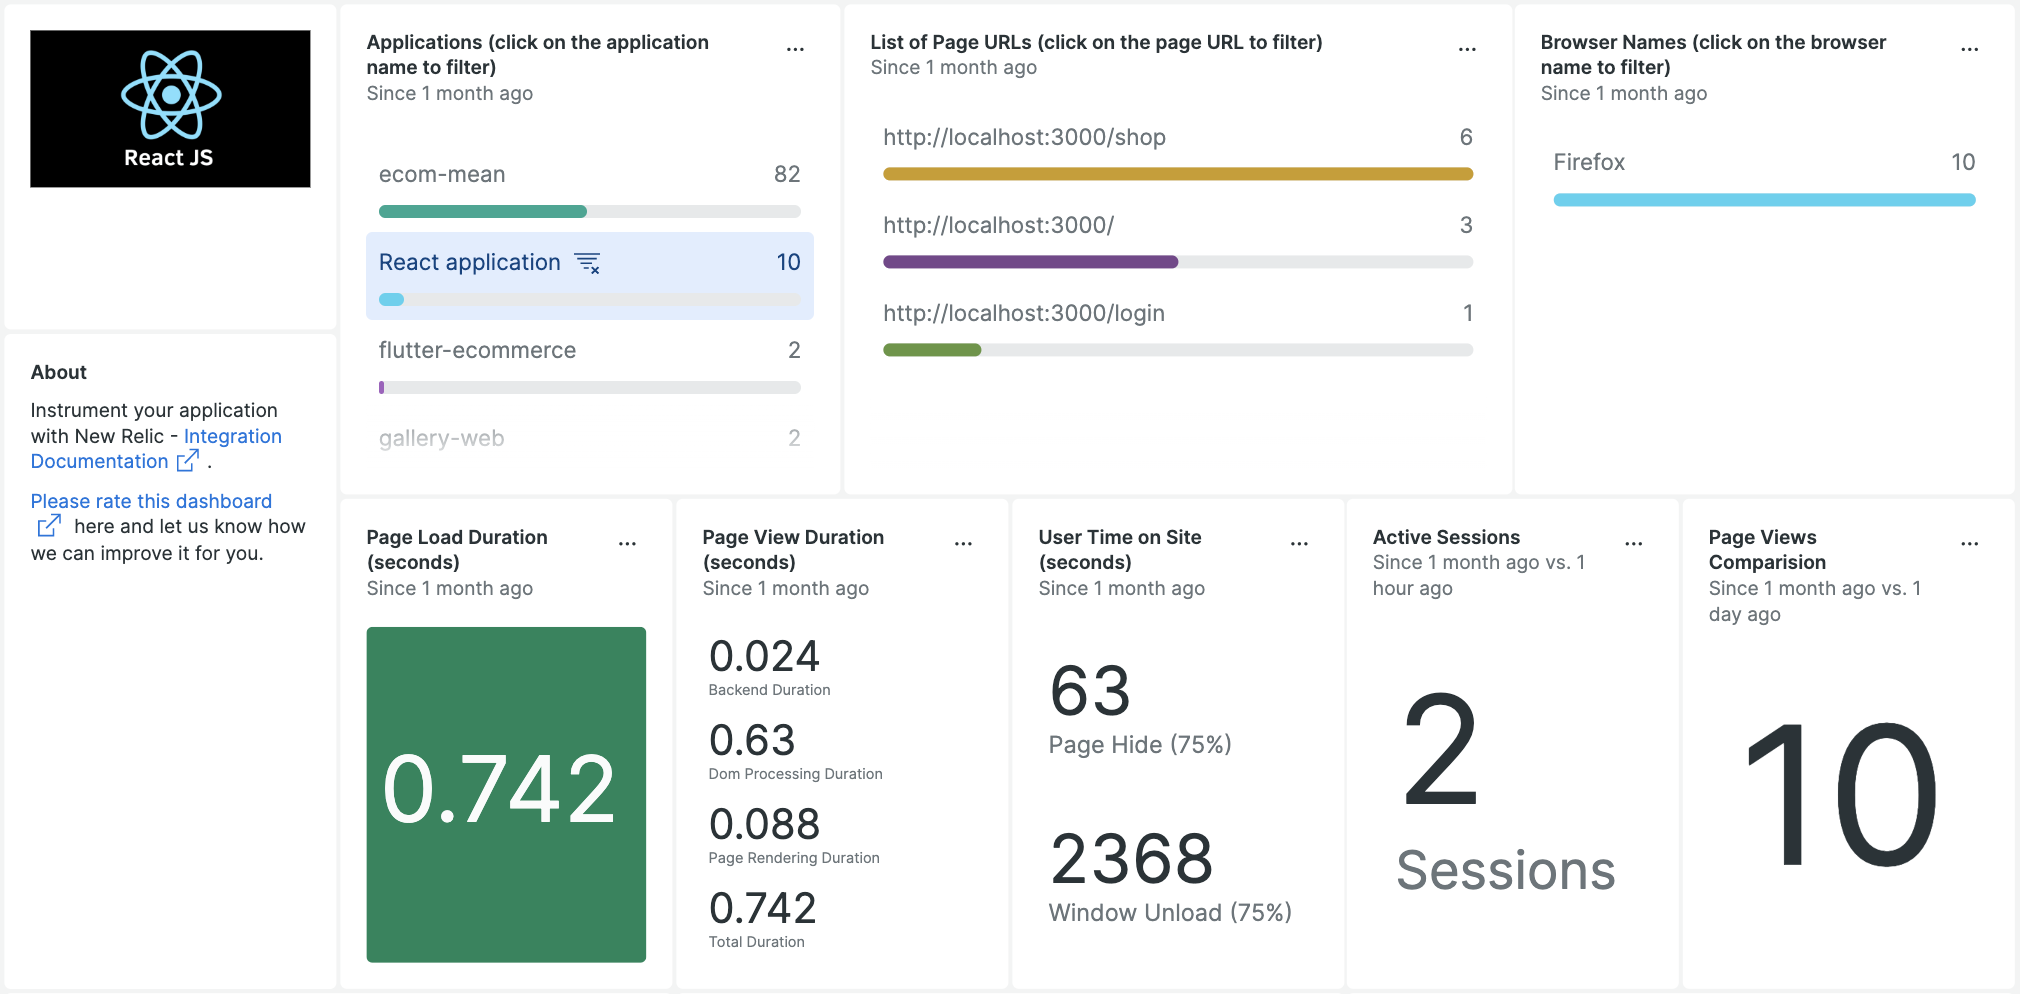 React JS
About
Instrument your application
with New Relic - Integration
Documentation .
Please rate this dashboard
here and let us know how
we can improve it for you.
Applications (click on the application
name to filter)
Since 1 month ago
ecom-mean 82
React application 10
flutter-ecommerce 2
gallery-web 2
List of Page URLs (click on the page URL to filter)
Since 1 month ago
http://localhost:3000/shop 6
http://localhost:3000/ 3
http://localhost:3000/login 1
Browser Names (click on the browser
name to filter)
Since 1 month ago
Firefox 10
Page Load Duration
(seconds)
Since 1 month ago
0.742
Page View Duration
(seconds)
Since 1 month ago
0.024
Backend Duration
0.63
Dom Processing Duration
0.088
Page Rendering Duration
0.742
Total Duration
User Time on Site
(seconds)
Since 1 month ago
63
Page Hide (75%)
2368
Window Unload (75%)
Active Sessions
Since 1 month ago vs. 1
hour ago
2
Sessions
Page Views
Comparision
Since 1 month ago vs. 1
day ago
10